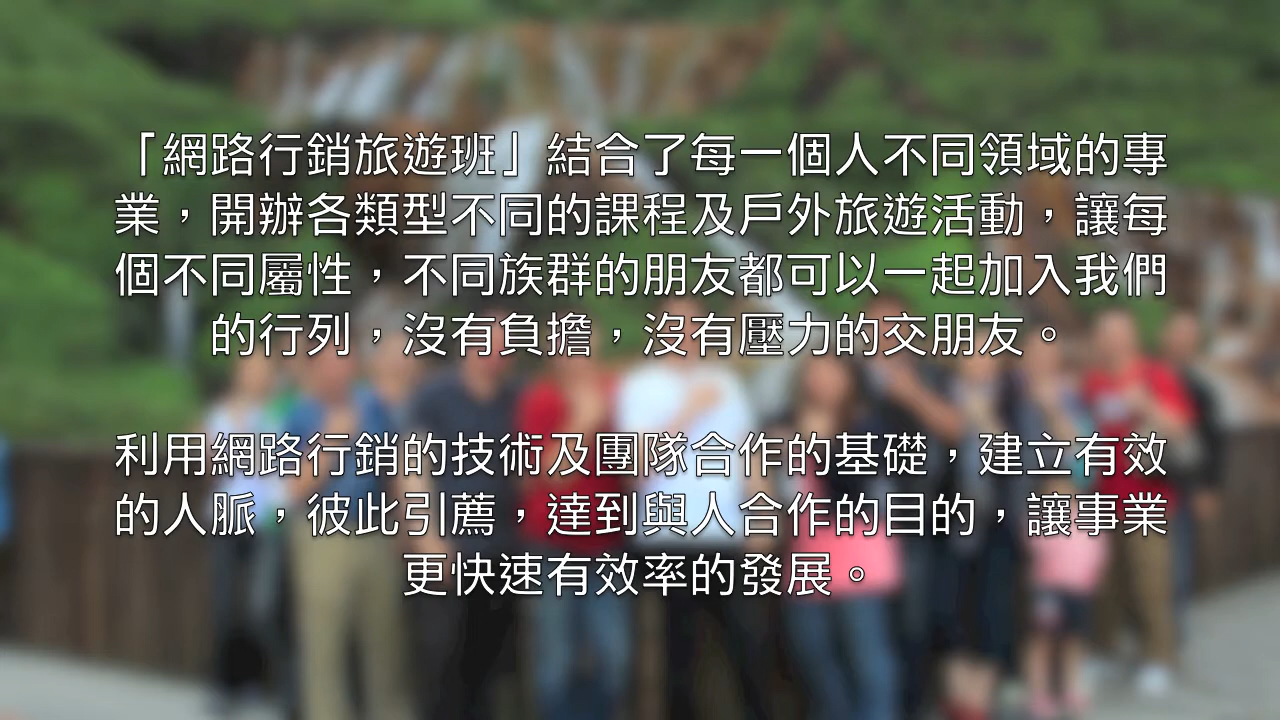 「網路行銷旅遊班」結合了每一個人不同領域的專
業，開辦各類型不同的課程及戶外旅遊活動，讓每
個不同屬性，不同族群的朋友都可以一起加入我們
的行列，沒有負擔，沒有壓力的交朋友。
利用網路行銷的技術及團隊合作的基礎，建立有效
的人脈，彼此引薦，達到與人合作的目的，讓事業
更快速有效率的發展。